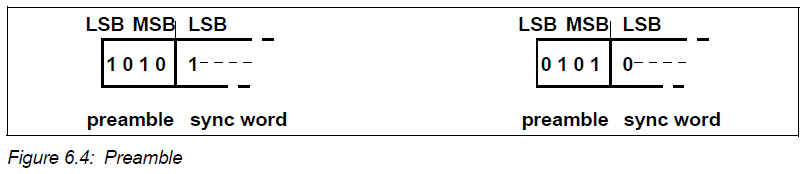 LSB MSB LSB LSB MSB LSB
1 0 1 0 1 0 1 0 1 0
preamble sync word preamble sync word
Figure 6.4: Preamble